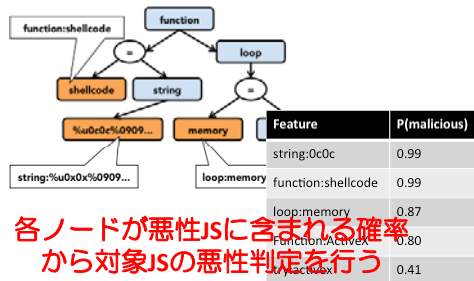 function:shellcode
function
=
loop
shellcode
string
=
%u0c0c%0909...
memory
string:%u0x0x%0909...
loop:memory
Feature P(malicious)
string:0c0c 0.99
function:shellcode 0.99
loop:memory 0.87
Function:ActiveX 0.80
try:activex 0.41
各ノードが悪性JSに含まれる確率
から対象JSの悪性判定を行う